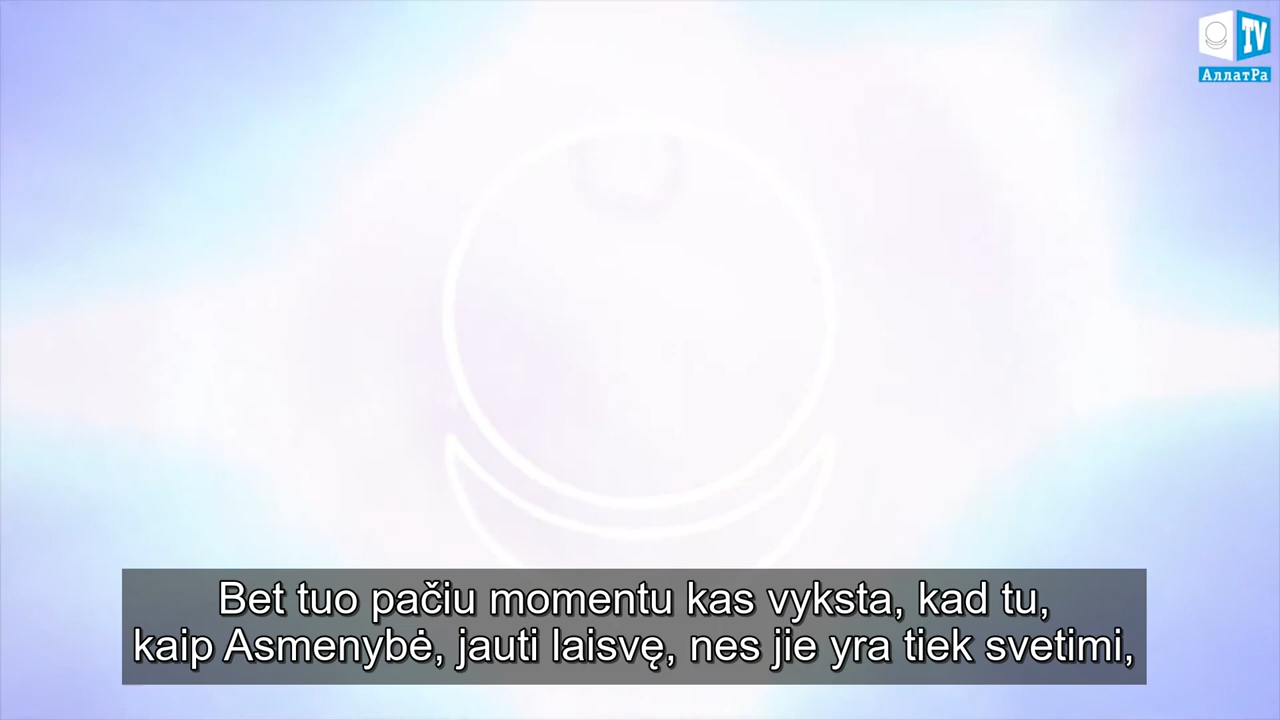 TV
АллатРа
Bet tuo pačiu momentu kas vyksta, kad tu,
kaip Asmenybė, jauti laisvę, nes jie yra tiek svetimi,